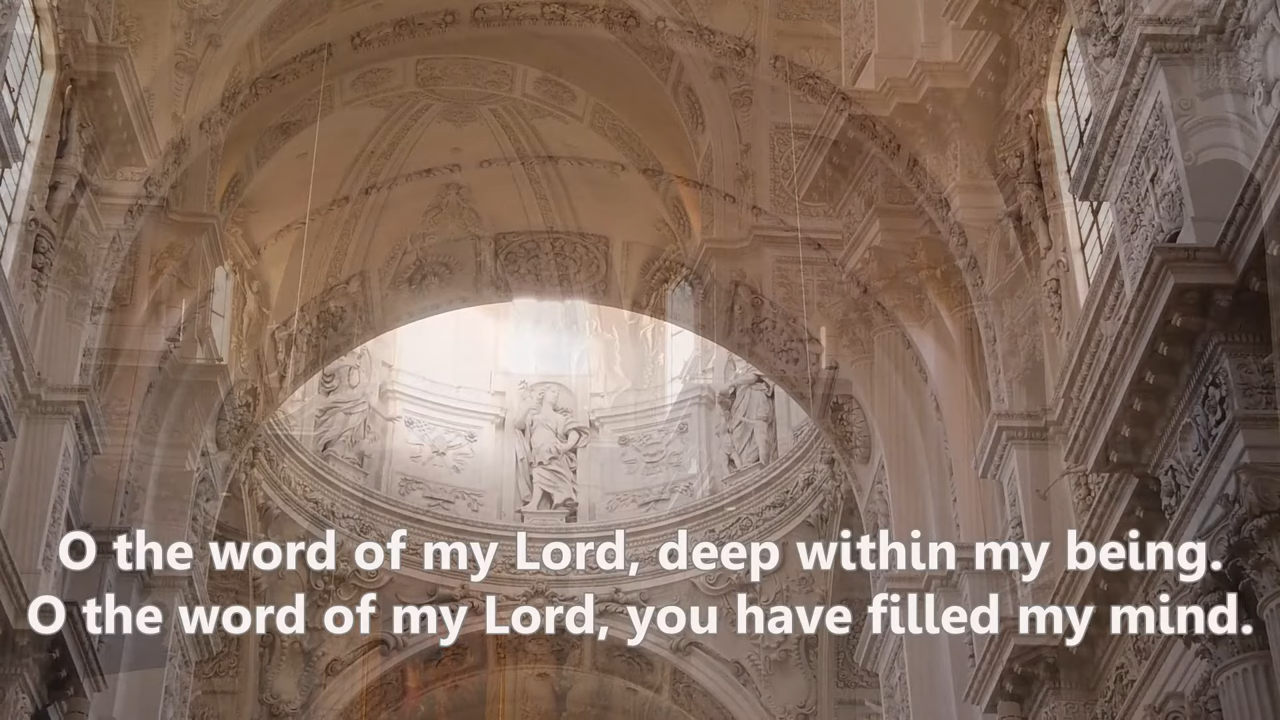 O the word of my Lord, deep within my being.
O the word of my Lord, you have filled my mind.